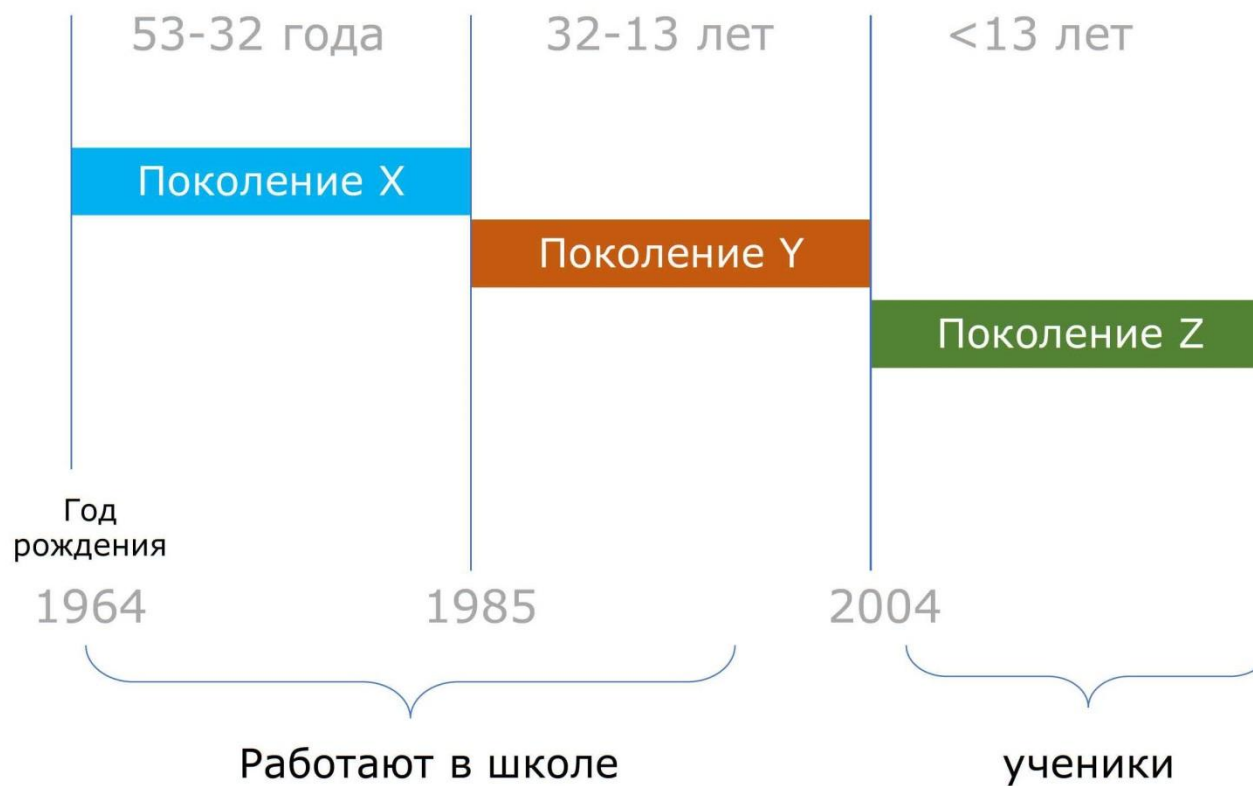 53-32 года
32-13 лет
<13 лет
Поколение X
Поколение Y
Поколение Z
Год
рождения
1964
1985
2004
Работают в школе
ученики